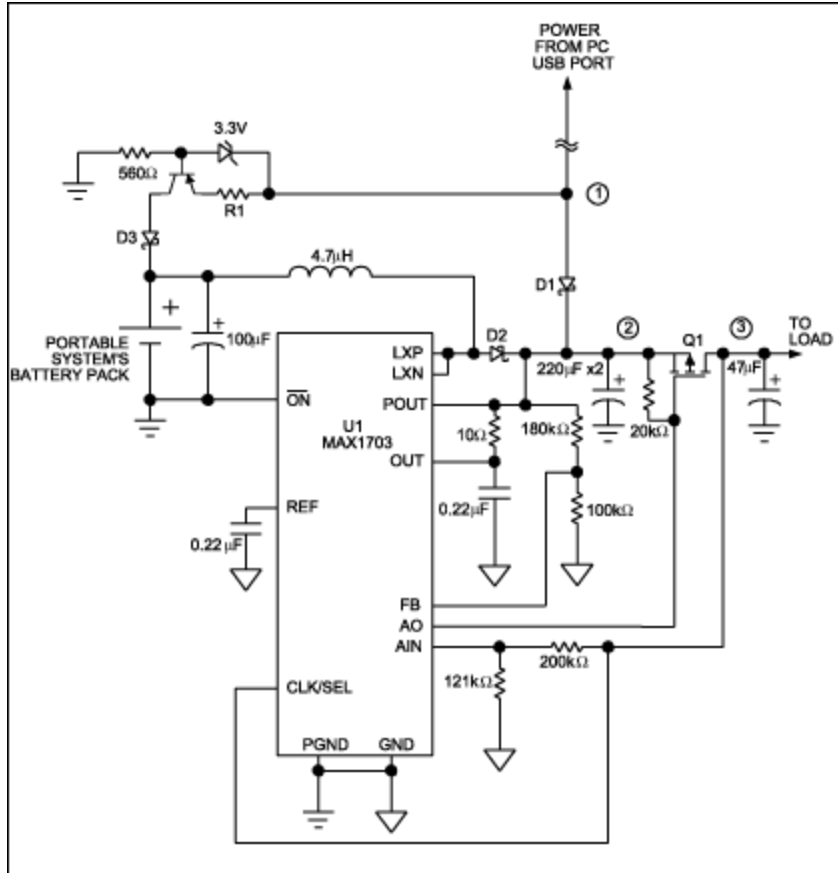 POWER
FROM PC
USB PORT
3.3V
560Ω
R1
①
D3
4.7μH
D1
+
PORTABLE
SYSTEM'S
BATTERY PACK
+
100μF
LXP
LXN
D2
②
Q1
③
TO
LOAD
220μF x2
+
47μF
+
ON
POUT
U1
MAX1703
10Ω
180kΩ
20kΩ
OUT
REF
0.22μF
0.22μF
100kΩ
FB
AO
AIN
200kΩ
121kΩ
CLK/SEL
PGND
GND